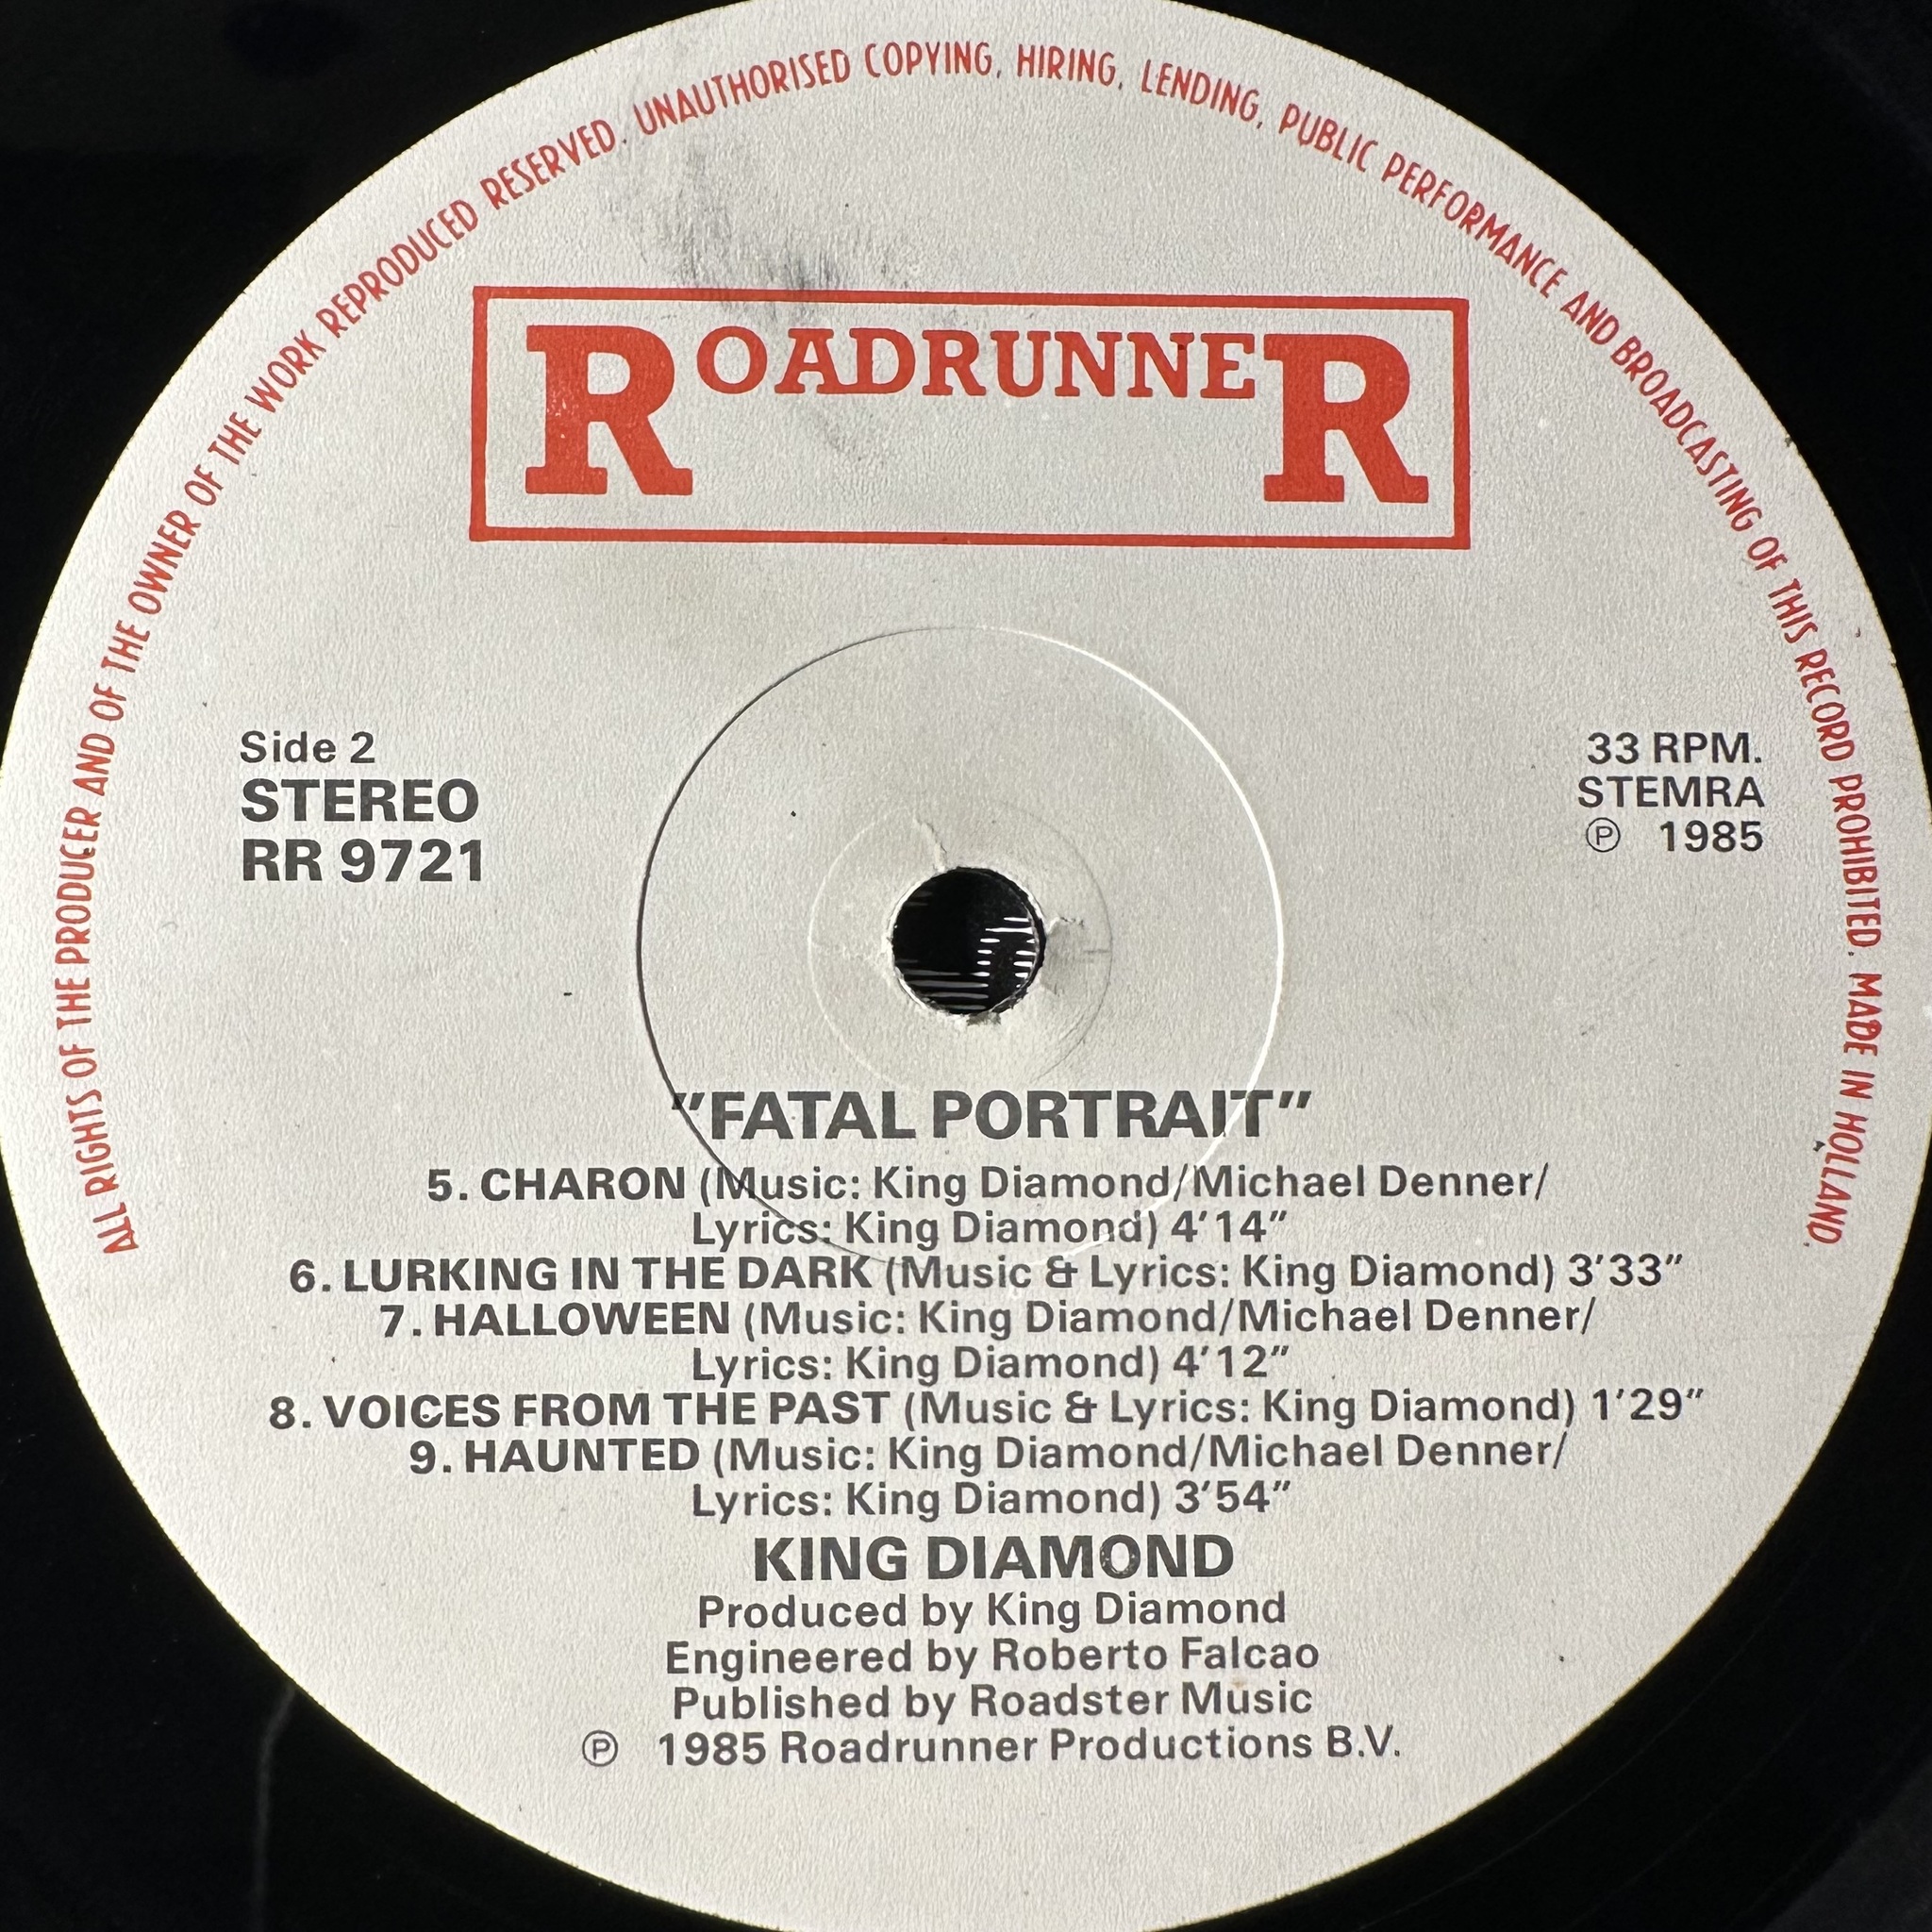 ALL RIGHTS OF THE PRODUCER AND OF THE OWNER OF THE WORK REPRODUCED RESERVED. UNAUTHORISED COPYING, HIRING, LENDING, PUBLIC PERFORMANCE AND BROADCASTING OF THIS RECORD PROHIBITED. MADE IN HOLLAND.
ROADRUNNER
Side 2
STEREO
RR 9721
33 RPM.
STEMRA
℗ 1985
"FATAL PORTRAIT"
5. CHARON (Music: King Diamond/Michael Denner/
Lyrics: King Diamond) 4'14"
6. LURKING IN THE DARK (Music & Lyrics: King Diamond) 3'33"
7. HALLOWEEN (Music: King Diamond/Michael Denner/
Lyrics: King Diamond) 4'12"
8. VOICES FROM THE PAST (Music & Lyrics: King Diamond) 1'29"
9. HAUNTED (Music: King Diamond/Michael Denner/
Lyrics: King Diamond) 3'54"
KING DIAMOND
Produced by King Diamond
Engineered by Roberto Falcao
Published by Roadster Music
℗ 1985 Roadrunner Productions B.V.